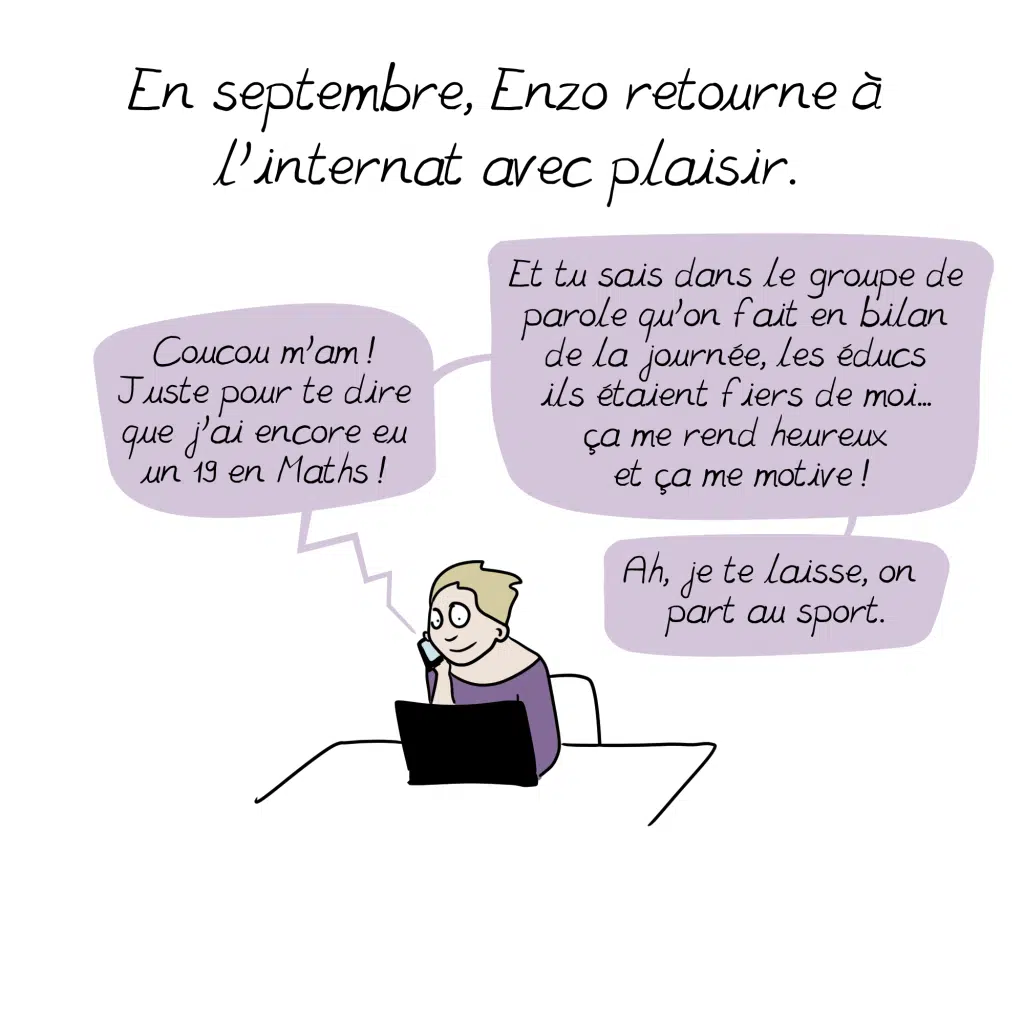 En septembre, Enzo retourne à
l'internat avec plaisir.
Coucou m'am !
Juste pour te dire
que j'ai encore eu
un 19 en Maths !
Et tu sais dans le groupe de
parole qu'on fait en bilan
de la journée, les éducs
ils étaient fiers de moi...
ça me rend heureux
et ça me motive !
Ah, je te laisse, on
part au sport.